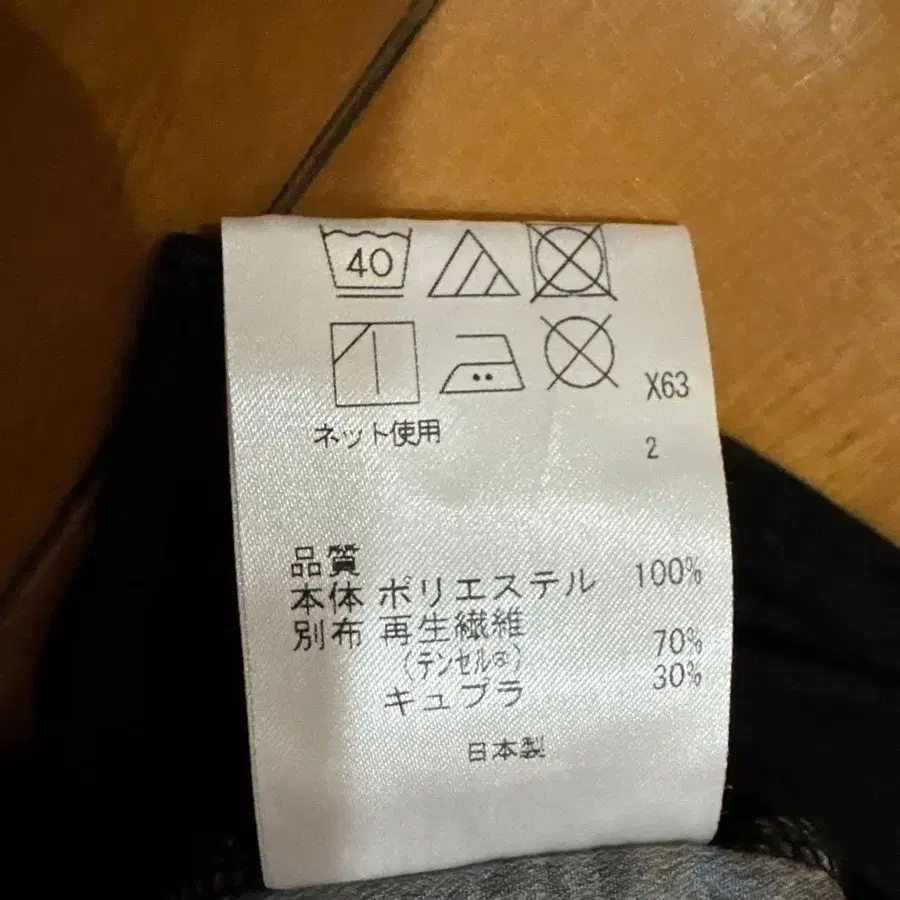 40
X63
ネット使用
2
品質
本体 ポリエステル 100%
別布 再生繊維 70%
(テンセル®)
キュプラ 30%
日本製